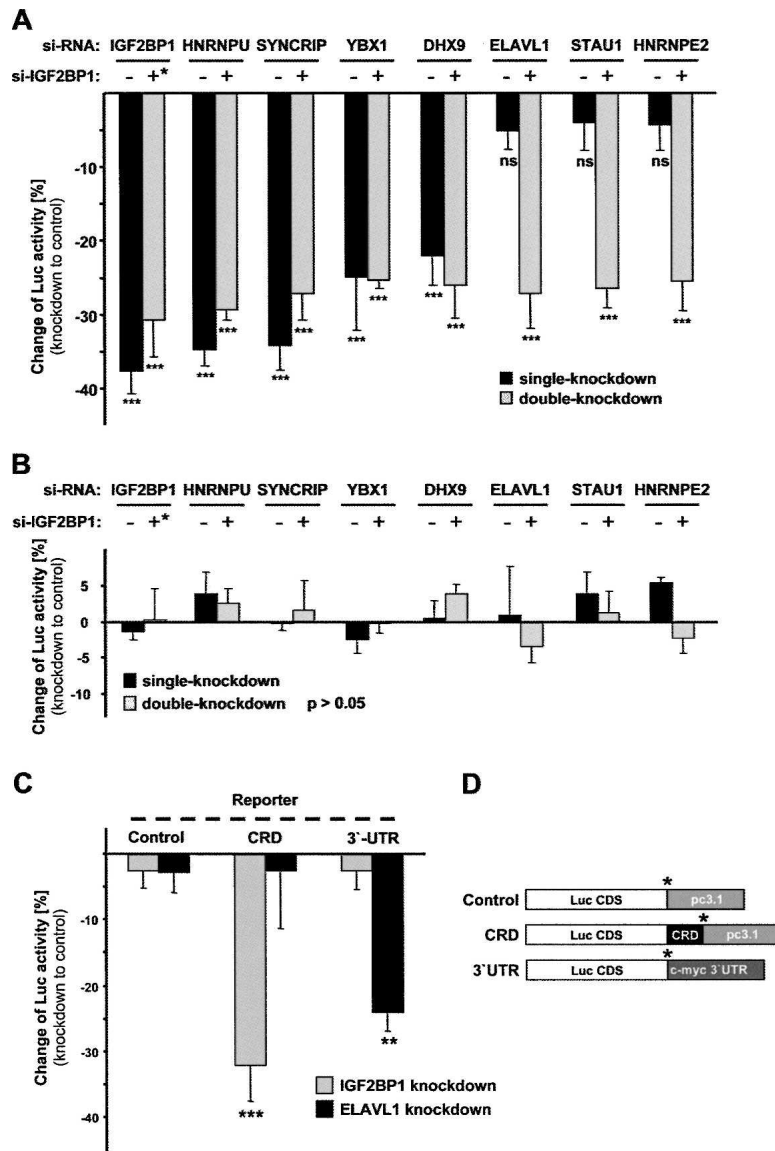 A
si-RNA: IGF2BP1 HNRNPU SYNCRIP YBX1 DHX9 ELAVL1 STAU1 HNRNPE2
si-IGF2BP1: - +* - + - + - + - + - + - + - +
Change of Luc activity [%]
(knockdown to control)
-10
-20
-30
-40
ns ns ns
*** *** *** *** *** *** *** *** *** *** *** *** ***
single-knockdown
double-knockdown
B
si-RNA: IGF2BP1 HNRNPU SYNCRIP YBX1 DHX9 ELAVL1 STAU1 HNRNPE2
si-IGF2BP1: - +* - + - + - + - + - + - + - +
Change of Luc activity [%]
(knockdown to control)
5
0
-5
-10
single-knockdown
double-knockdown p > 0.05
C
Reporter
Control CRD 3`-UTR
Change of Luc activity [%]
(knockdown to control)
-10
-20
-30
-40
*** **
IGF2BP1 knockdown
ELAVL1 knockdown
D
*
Control Luc CDS pc3.1
*
CRD Luc CDS CRD pc3.1
*
3`UTR Luc CDS c-myc 3`UTR